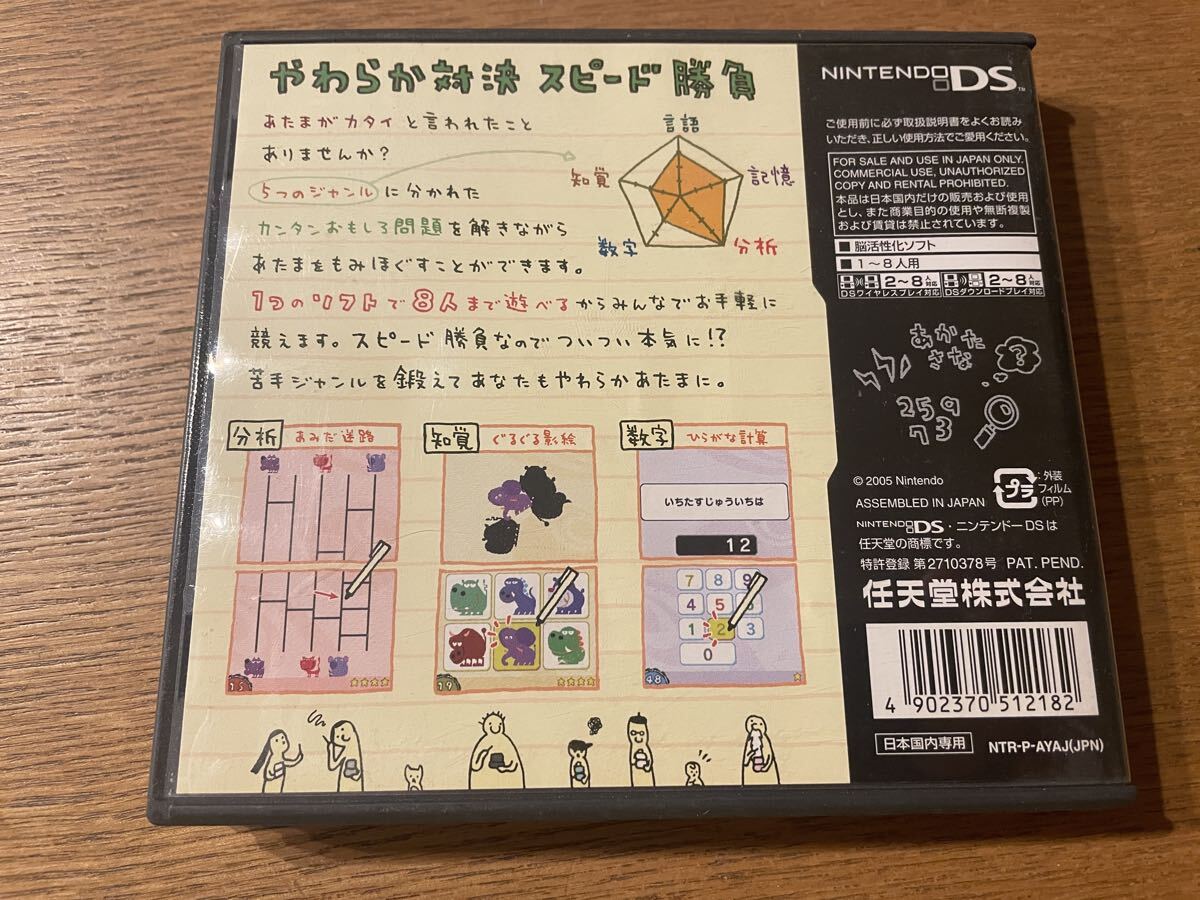 やわらか対決 スピード勝負
あたまがカタイと言われたこと
ありませんか?
5つのジャンルに分かれた
カンタンおもしろ問題を解きながら
あたまをもみほぐすことができます。
1つのソフトで8人まで遊べるからみんなでお手軽に
競えます。スピード勝負なのでついつい本気に!?
苦手ジャンルを鍛えてあなたもやわらかあたまに。
言語
知覚
記憶
数字
分析
分析 あみだ迷路
15
知覚 ぐるぐる影絵
19
数字 ひらがな計算
いちたすじゅういちは
12
7 8 9
4 5 6
1 2 3
0
48
NINTENDO DS™
ご使用前に必ず取扱説明書をよくお読み
いただき、正しい使用方法でご愛用ください。
FOR SALE AND USE IN JAPAN ONLY.
COMMERCIAL USE, UNAUTHORIZED
COPY AND RENTAL PROHIBITED.
本品は日本国内だけの販売および使用
とし、また商業目的の使用や無断複製
および賃貸は禁止されています。
■ 脳活性化ソフト
■ 1~8人用
2~8人
DSワイヤレスプレイ対応
2~8人
DSダウンロードプレイ対応
あかた
さな
?
259
73
© 2005 Nintendo
ASSEMBLED IN JAPAN
プラ
:外装
フィルム
(PP)
NINTENDO DS・ニンテンドーDSは
任天堂の商標です。
特許登録 第2710378号 PAT. PEND.
任天堂株式会社
4 902370 512182
日本国内専用
NTR-P-AYAJ(JPN)